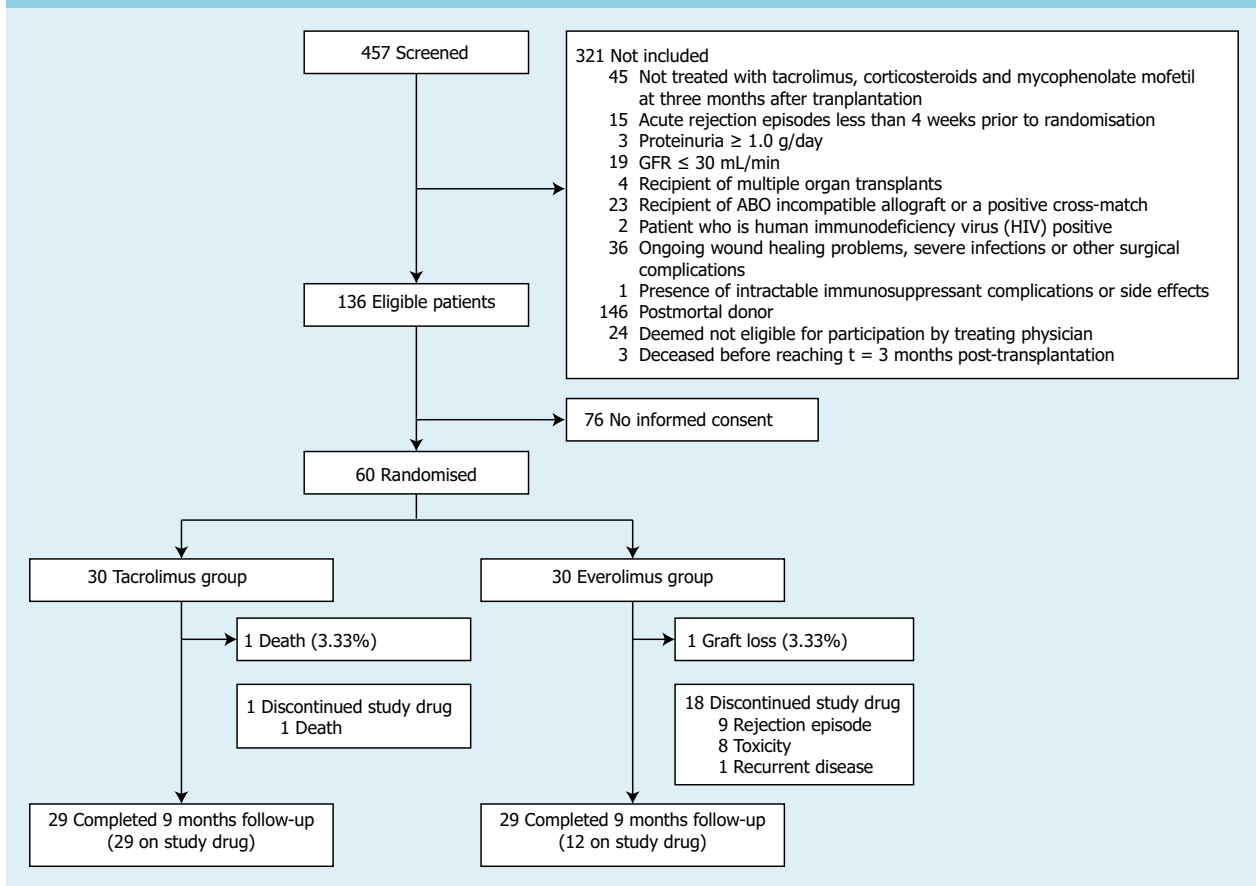 457 Screened
321 Not included
45 Not treated with tacrolimus, corticosteroids and mycophenolate mofetil
at three months after tranplantation
15 Acute rejection episodes less than 4 weeks prior to randomisation
3 Proteinuria ≥ 1.0 g/day
19 GFR ≤ 30 mL/min
4 Recipient of multiple organ transplants
23 Recipient of ABO incompatible allograft or a positive cross-match
2 Patient who is human immunodeficiency virus (HIV) positive
36 Ongoing wound healing problems, severe infections or other surgical
complications
1 Presence of intractable immunosuppressant complications or side effects
146 Postmortal donor
24 Deemed not eligible for participation by treating physician
3 Deceased before reaching t = 3 months post-transplantation
136 Eligible patients
76 No informed consent
60 Randomised
30 Tacrolimus group
30 Everolimus group
1 Death (3.33%)
1 Graft loss (3.33%)
1 Discontinued study drug
1 Death
18 Discontinued study drug
9 Rejection episode
8 Toxicity
1 Recurrent disease
29 Completed 9 months follow-up
(29 on study drug)
29 Completed 9 months follow-up
(12 on study drug)